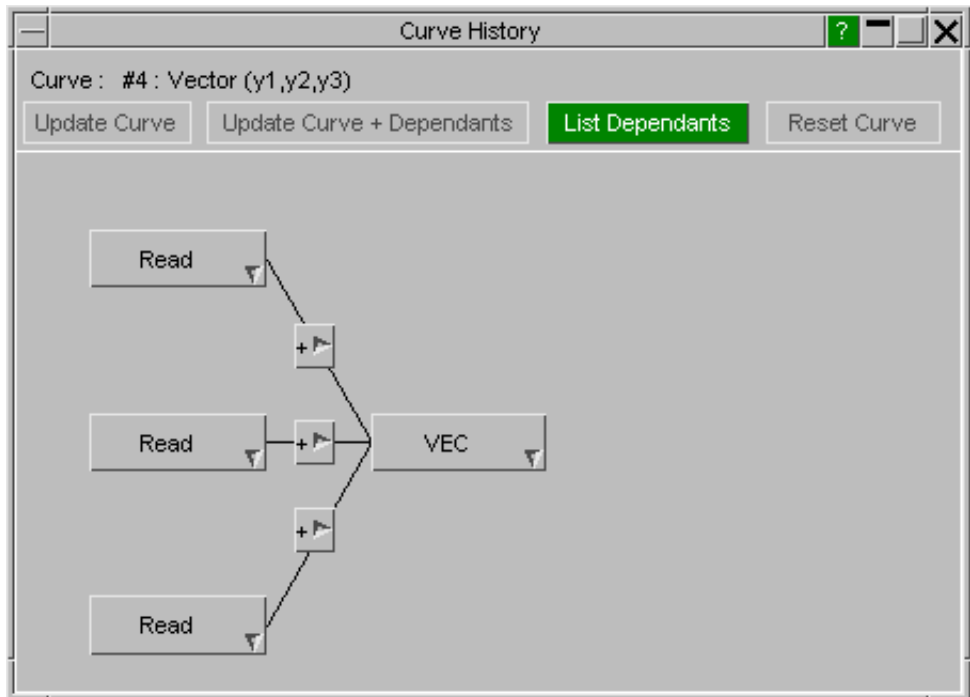 Curve History ?
Curve : #4 : Vector (y1,y2,y3)
Update Curve Update Curve + Dependants List Dependants Reset Curve
Read
+
Read + VEC
+
Read